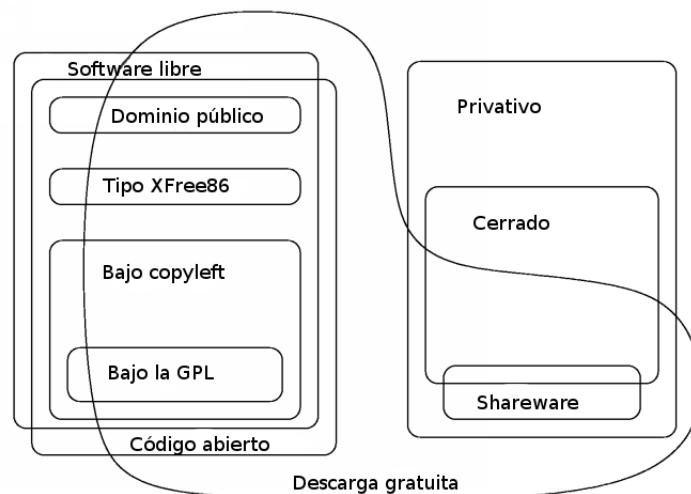 Software libre
Dominio público
Tipo XFree86
Bajo copyleft
Bajo la GPL
Código abierto
Privativo
Cerrado
Shareware
Descarga gratuita